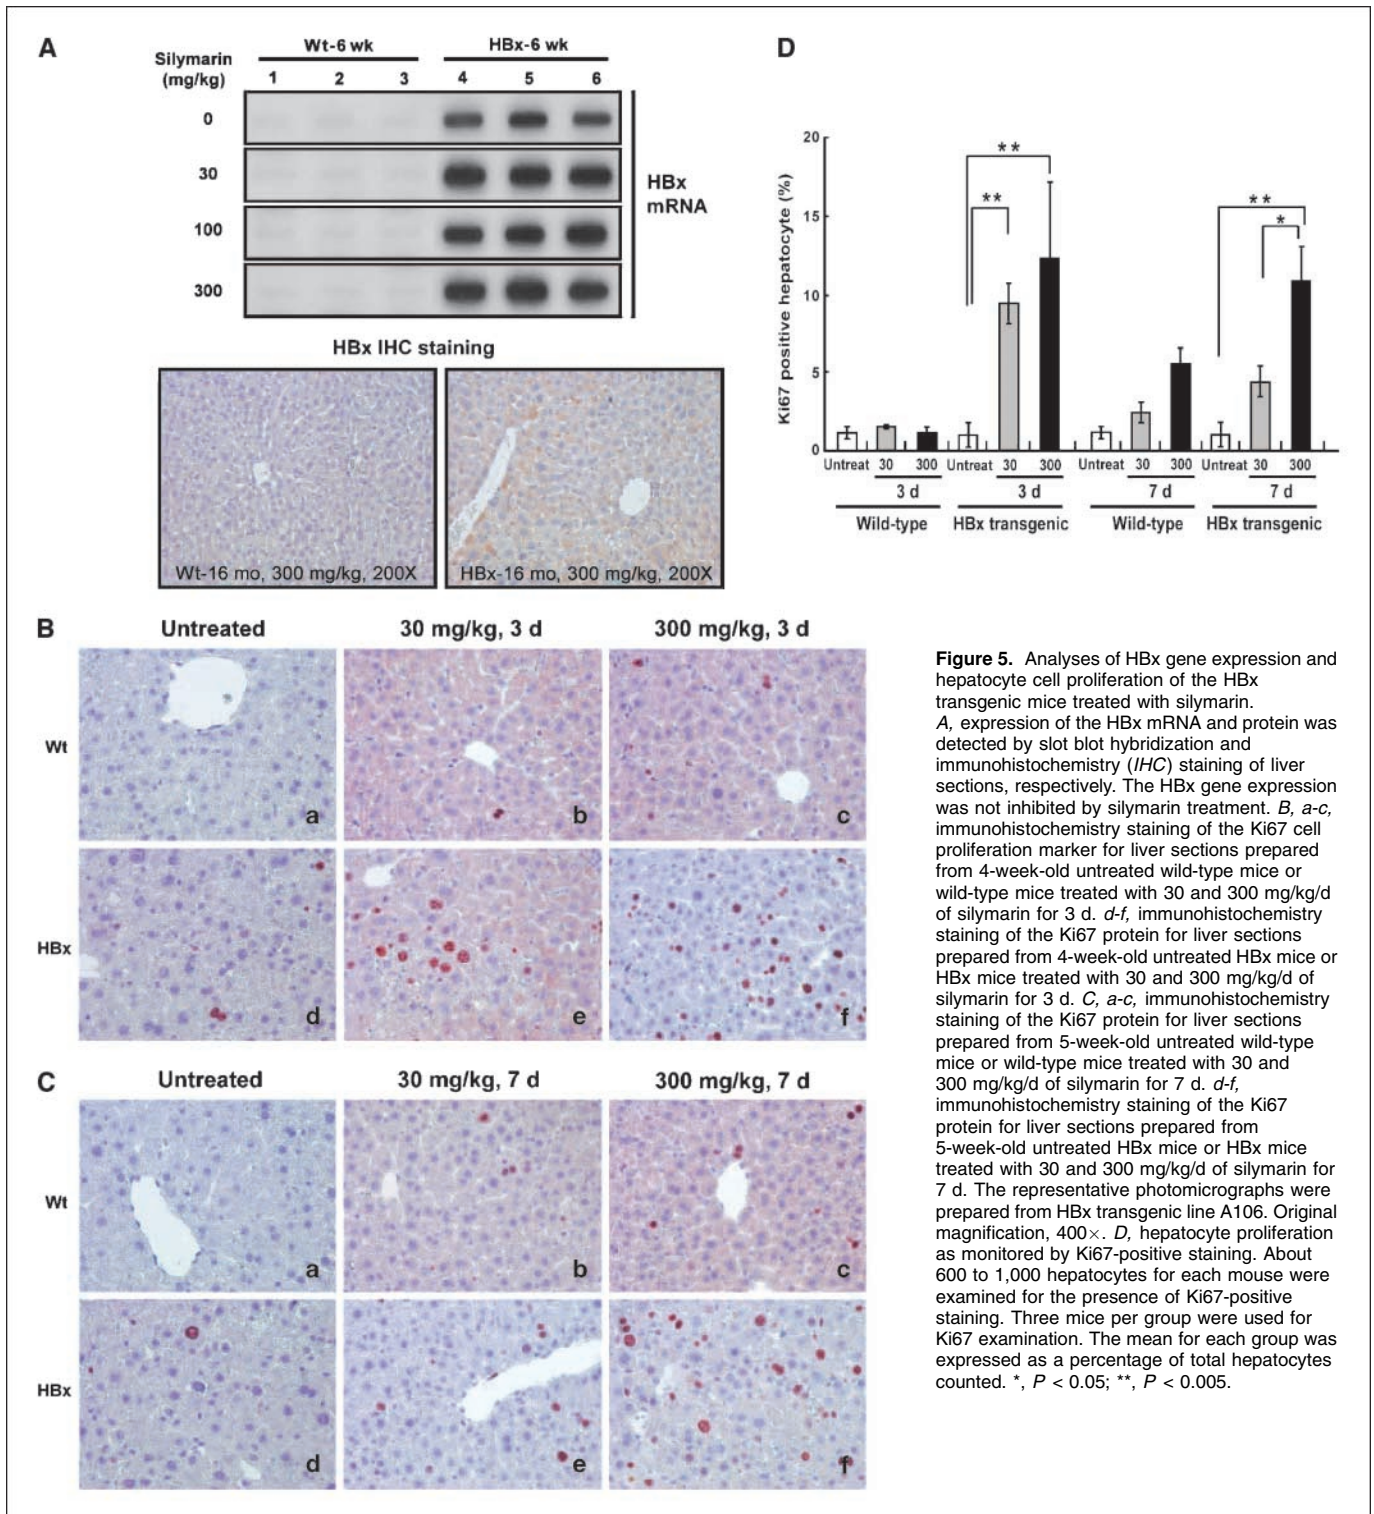 A
Wt-6 wk HBx-6 wk
Silymarin
(mg/kg)
1 2 3 4 5 6
0
30
100
300
HBx
mRNA
HBx IHC staining
Wt-16 mo, 300 mg/kg, 200X
HBx-16 mo, 300 mg/kg, 200X
D
Ki67 positive hepatocyte (%)
20
15
10
5
0
** ** ** *
Untreat 30 300 Untreat 30 300 Untreat 30 300 Untreat 30 300
3 d 3 d 7 d 7 d
Wild-type HBx transgenic Wild-type HBx transgenic
B
Untreated 30 mg/kg, 3 d 300 mg/kg, 3 d
Wt
a b c
HBx
d e f
C
Untreated 30 mg/kg, 7 d 300 mg/kg, 7 d
Wt
a b c
HBx
d e f
Figure 5. Analyses of HBx gene expression and
hepatocyte cell proliferation of the HBx
transgenic mice treated with silymarin.
A, expression of the HBx mRNA and protein was
detected by slot blot hybridization and
immunohistochemistry (IHC) staining of liver
sections, respectively. The HBx gene expression
was not inhibited by silymarin treatment. B, a-c,
immunohistochemistry staining of the Ki67 cell
proliferation marker for liver sections prepared
from 4-week-old untreated wild-type mice or
wild-type mice treated with 30 and 300 mg/kg/d
of silymarin for 3 d. d-f, immunohistochemistry
staining of the Ki67 protein for liver sections
prepared from 4-week-old untreated HBx mice or
HBx mice treated with 30 and 300 mg/kg/d of
silymarin for 3 d. C, a-c, immunohistochemistry
staining of the Ki67 protein for liver sections
prepared from 5-week-old untreated wild-type
mice or wild-type mice treated with 30 and
300 mg/kg/d of silymarin for 7 d. d-f,
immunohistochemistry staining of the Ki67
protein for liver sections prepared from
5-week-old untreated HBx mice or HBx mice
treated with 30 and 300 mg/kg/d of silymarin for
7 d. The representative photomicrographs were
prepared from HBx transgenic line A106. Original
magnification, 400×. D, hepatocyte proliferation
as monitored by Ki67-positive staining. About
600 to 1,000 hepatocytes for each mouse were
examined for the presence of Ki67-positive
staining. Three mice per group were used for
Ki67 examination. The mean for each group was
expressed as a percentage of total hepatocytes
counted. *, P < 0.05; **, P < 0.005.